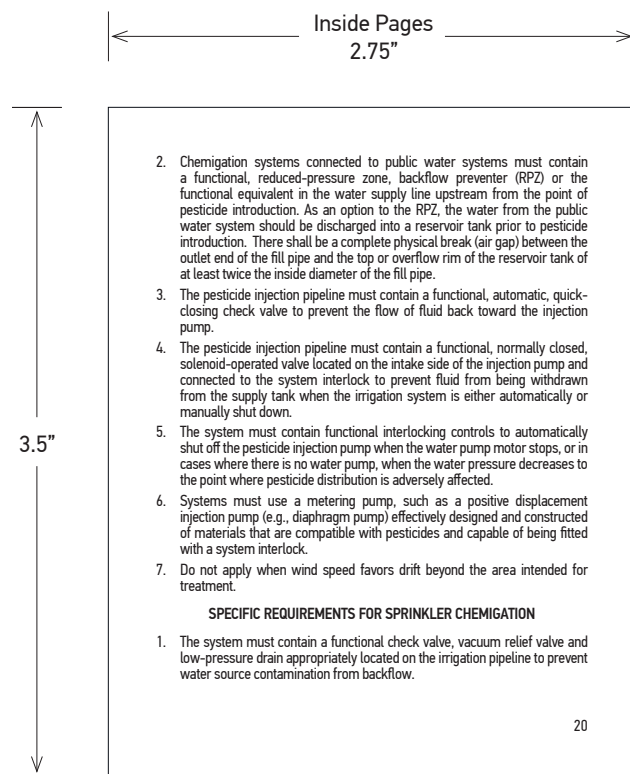 Inside Pages
2.75”
3.5”
2. Chemigation systems connected to public water systems must contain
a functional, reduced-pressure zone, backflow preventer (RPZ) or the
functional equivalent in the water supply line upstream from the point of
pesticide introduction. As an option to the RPZ, the water from the public
water system should be discharged into a reservoir tank prior to pesticide
introduction. There shall be a complete physical break (air gap) between the
outlet end of the fill pipe and the top or overflow rim of the reservoir tank of
at least twice the inside diameter of the fill pipe.
3. The pesticide injection pipeline must contain a functional, automatic, quick-
closing check valve to prevent the flow of fluid back toward the injection
pump.
4. The pesticide injection pipeline must contain a functional, normally closed,
solenoid-operated valve located on the intake side of the injection pump and
connected to the system interlock to prevent fluid from being withdrawn
from the supply tank when the irrigation system is either automatically or
manually shut down.
5. The system must contain functional interlocking controls to automatically
shut off the pesticide injection pump when the water pump motor stops, or in
cases where there is no water pump, when the water pressure decreases to
the point where pesticide distribution is adversely affected.
6. Systems must use a metering pump, such as a positive displacement
injection pump (e.g., diaphragm pump) effectively designed and constructed
of materials that are compatible with pesticides and capable of being fitted
with a system interlock.
7. Do not apply when wind speed favors drift beyond the area intended for
treatment.
SPECIFIC REQUIREMENTS FOR SPRINKLER CHEMIGATION
1. The system must contain a functional check valve, vacuum relief valve and
low-pressure drain appropriately located on the irrigation pipeline to prevent
water source contamination from backflow.
20